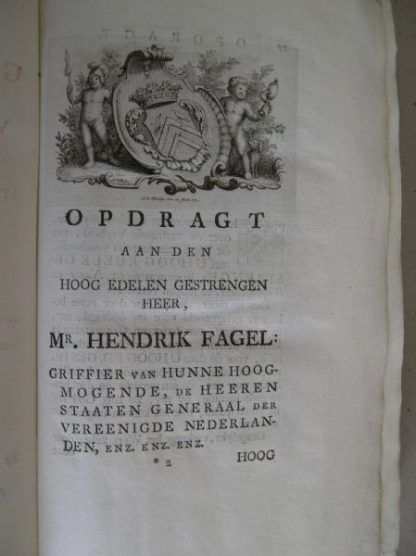 OPDRAGT
AAN DEN
HOOG EDELEN GESTRENGEN
HEER,
MR. HENDRIK FAGEL:
GRIFFIER VAN HUNNE HOOG-
MOGENDE, DE HEEREN
STAATEN GENERAAL DER
VEREENIGDE NEDERLAN-
DEN, ENZ. ENZ. ENZ.
* 2 HOOG